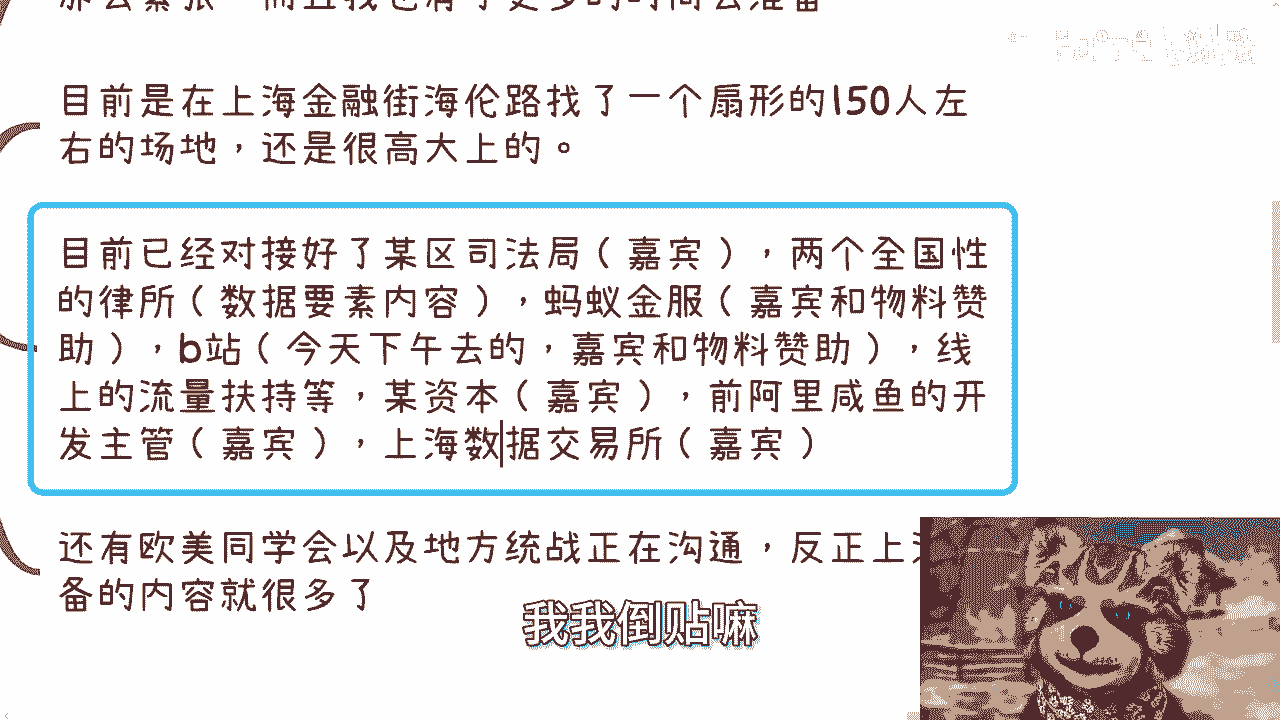 目前是在上海金融街海伦路找了一个扇形的150人左
右的场地，还是很高大上的。
目前已经对接好了某区司法局（嘉宾），两个全国性
的律所（数据要素内容），蚂蚁金服（嘉宾和物料赞
助），b站（今天下午去的，嘉宾和物料赞助），线
上的流量扶持等，某资本（嘉宾），前阿里咸鱼的开
发主管（嘉宾），上海数据交易所（嘉宾）
还有欧美同学会以及地方统战正在沟通，反正上
备的内容就很多了
我我倒贴嘛